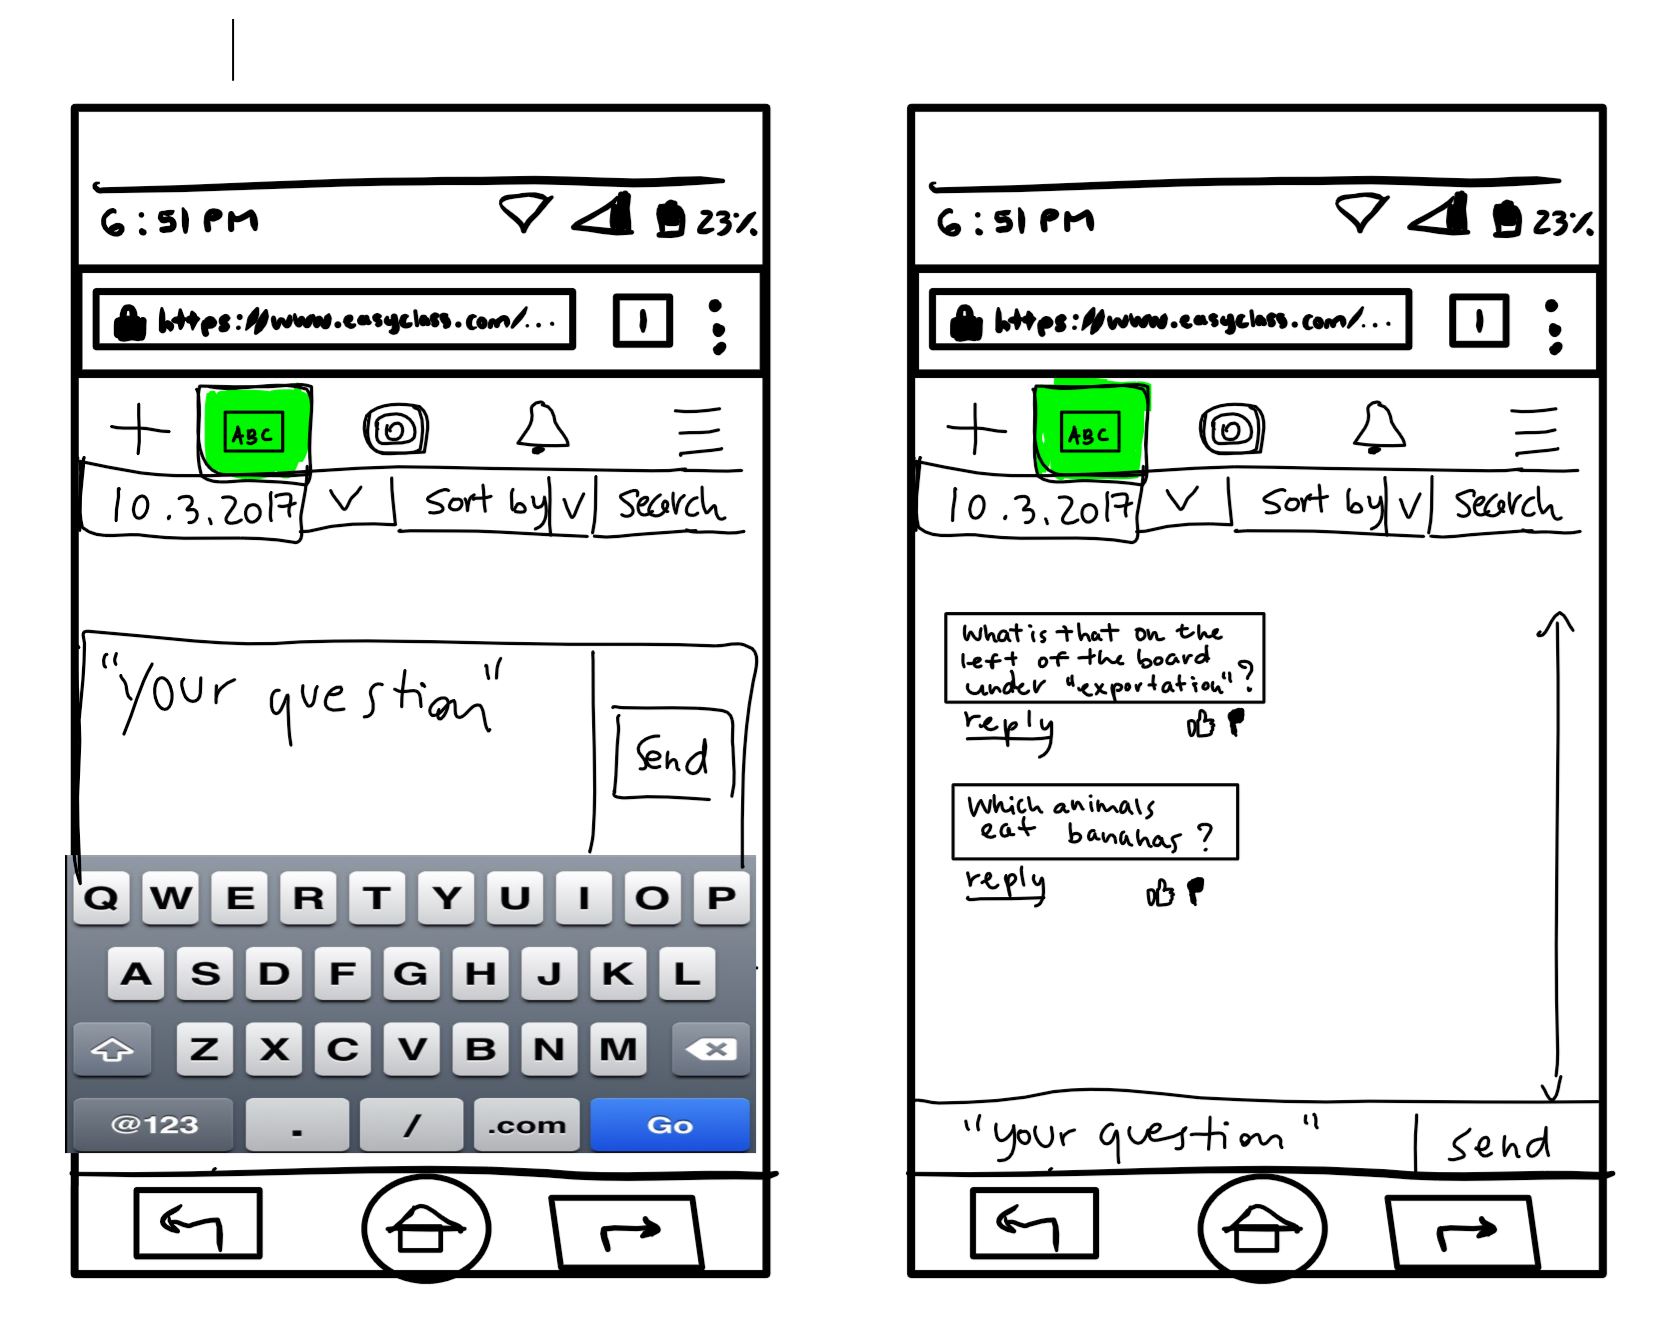 6:51 PM 23%
https://www.easyclass.com/... 1
ABC
10.3.2017 Sort by Search
"Your question"
Send
Q W E R T Y U I O P
A S D F G H J K L
Z X C V B N M
@123 . / .com Go
6:51 PM 23%
https://www.easyclass.com/... 1
ABC
10.3.2017 Sort by Search
What is that on the
left of the board
under "exportation"?
reply
Which animals
eat bananas?
reply
"your question" Send